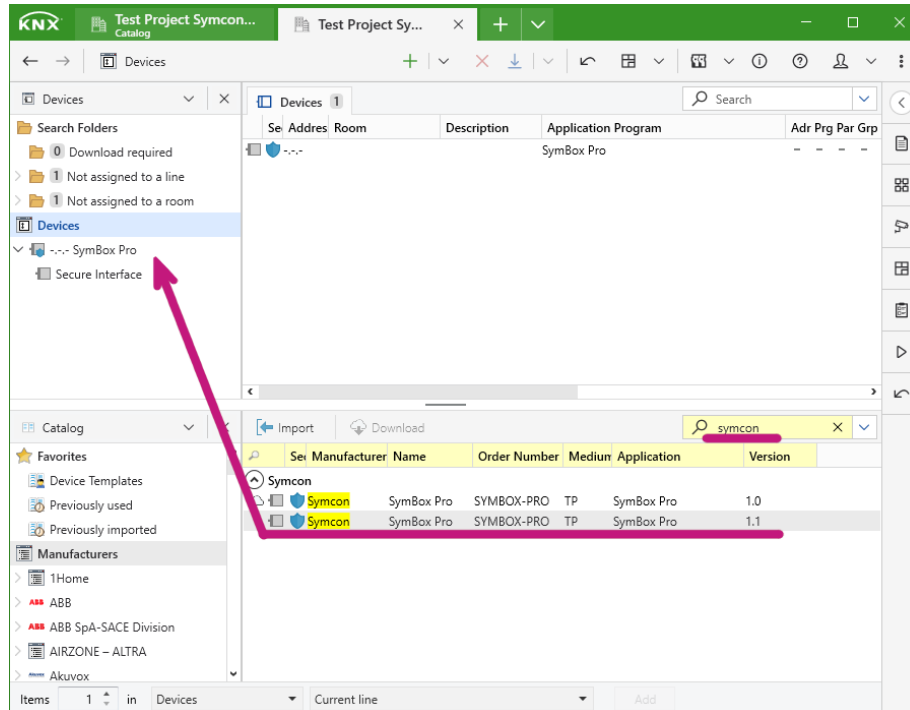 KNX Test Project Symcon... Test Project Sy...
Catalog
Devices
Devices Devices 1 Search
Search Folders Se Addres Room Description Application Program Adr Prg Par Grp
0 Download required -.-.- SymBox Pro – – – –
1 Not assigned to a line
1 Not assigned to a room
Devices
-.-.- SymBox Pro
Secure Interface
Catalog Import Download symcon
Favorites Se Manufacturer Name Order Number Medium Application Version
Device Templates Symcon
Previously used Symcon SymBox Pro SYMBOX-PRO TP SymBox Pro 1.0
Previously imported Symcon SymBox Pro SYMBOX-PRO TP SymBox Pro 1.1
Manufacturers
1Home
ABB ABB
ABB ABB SpA-SACE Division
AIRZONE – ALTRA
Akuvox
Items 1 in Devices Current line Add